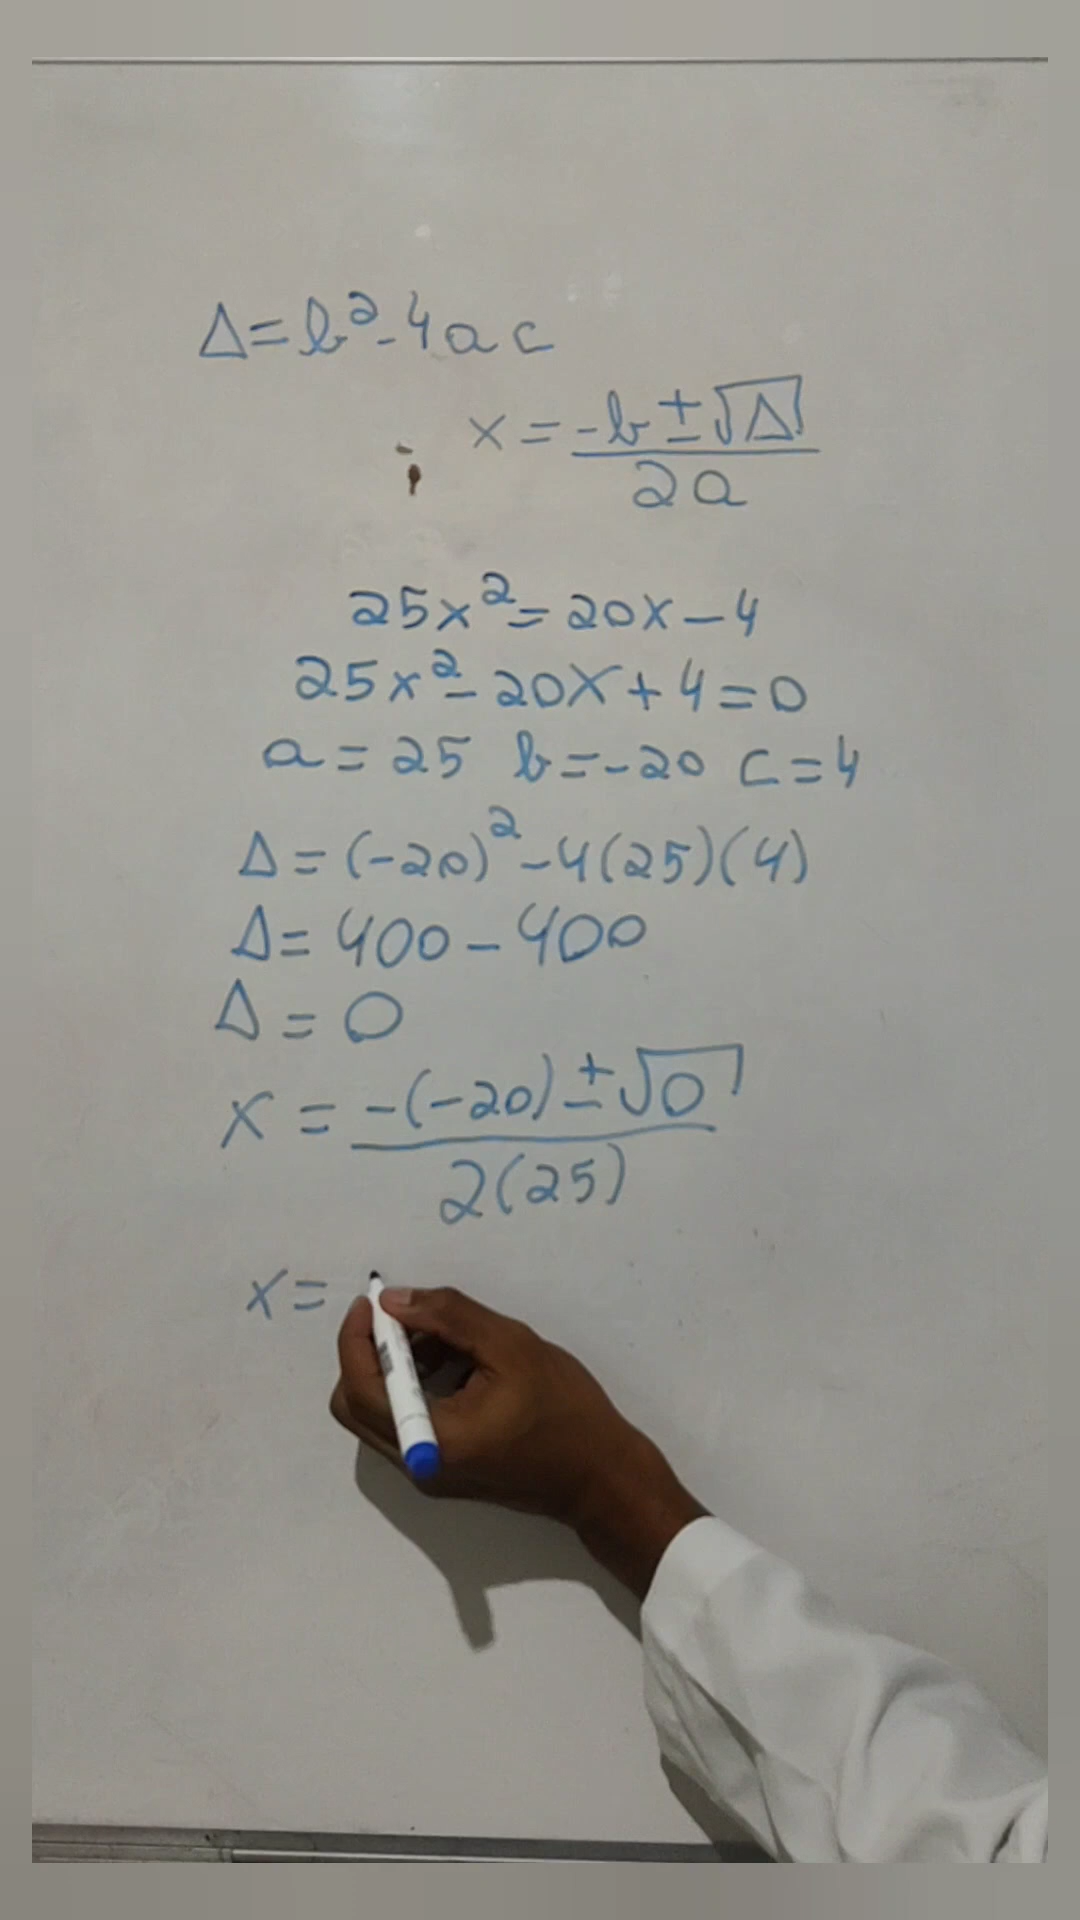 Δ=b²-4ac
x=-b±√Δ/2a
25x²=20x-4
25x²-20x+4=0
a=25 b=-20 c=4
Δ=(-20)²-4(25)(4)
Δ=400-400
Δ=0
x=-(-20)±√0/2(25)
x=